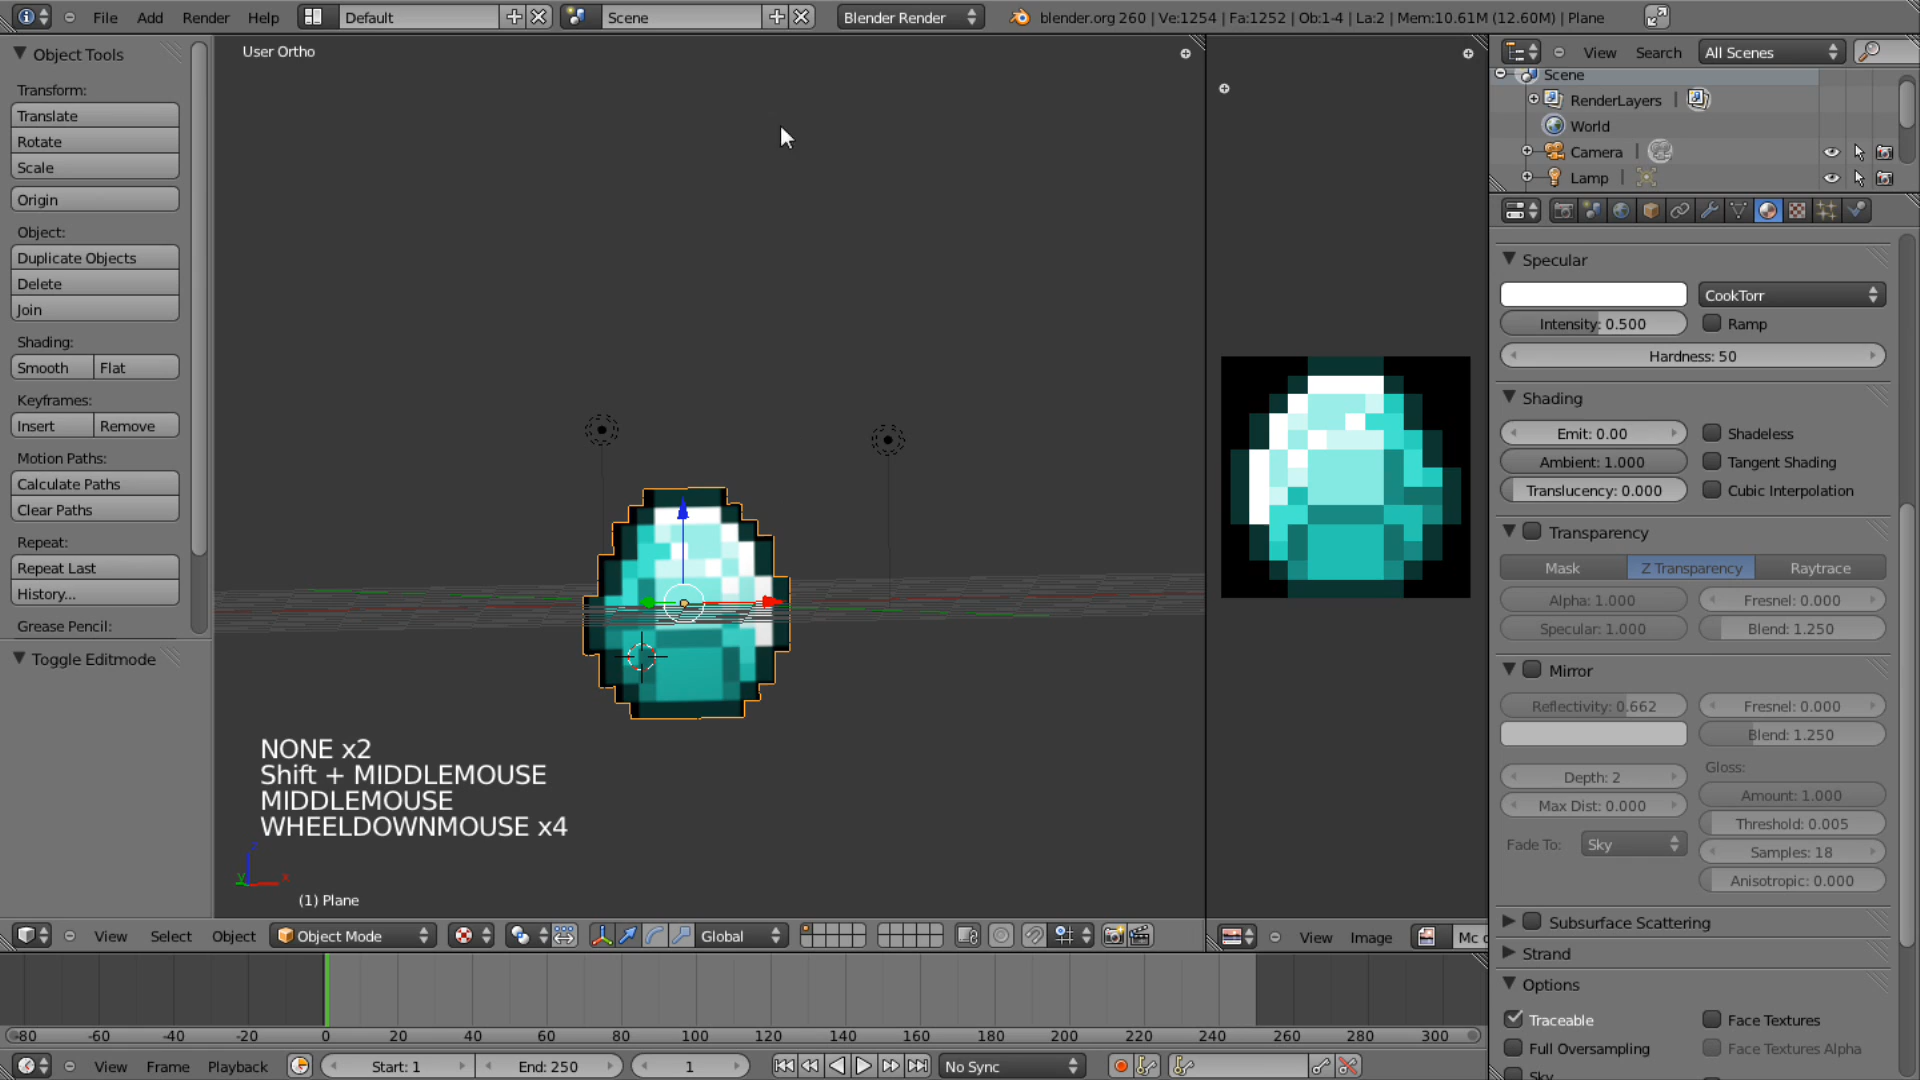 File Add Render Help Default Scene Blender Render blender.org 260 | Ve:1254 | Fa:1252 | Ob:1-4 | La:2 | Mem:10.61M (12.60M) | Plane
Object Tools
Transform:
Translate
Rotate
Scale
Origin
Object:
Duplicate Objects
Delete
Join
Shading:
Smooth Flat
Keyframes:
Insert Remove
Motion Paths:
Calculate Paths
Clear Paths
Repeat:
Repeat Last
History...
Grease Pencil:
Toggle Editmode
User Ortho
NONE x2
Shift + MIDDLEMOUSE
MIDDLEMOUSE
WHEELDOWNMOUSE x4
z
y x
(1) Plane
View Select Object Object Mode Global
View Image Mc
View Search All Scenes
Scene
RenderLayers |
World
Camera |
Lamp |
Specular
CookTorr
Intensity: 0.500 Ramp
Hardness: 50
Shading
Emit: 0.00 Shadeless
Ambient: 1.000 Tangent Shading
Translucency: 0.000 Cubic Interpolation
Transparency
Mask Z Transparency Raytrace
Alpha: 1.000 Fresnel: 0.000
Specular: 1.000 Blend: 1.250
Mirror
Reflectivity: 0.662 Fresnel: 0.000
Blend: 1.250
Gloss:
Depth: 2 Amount: 1.000
Max Dist: 0.000 Threshold: 0.005
Fade To: Sky Samples: 18
Anisotropic: 0.000
Subsurface Scattering
Strand
Options
Traceable Face Textures
Full Oversampling Face Textures Alpha
Sky
-80 -60 -40 -20 0 20 40 60 80 100 120 140 160 180 200 220 240 260 280 300
View Frame Playback Start: 1 End: 250 1 No Sync